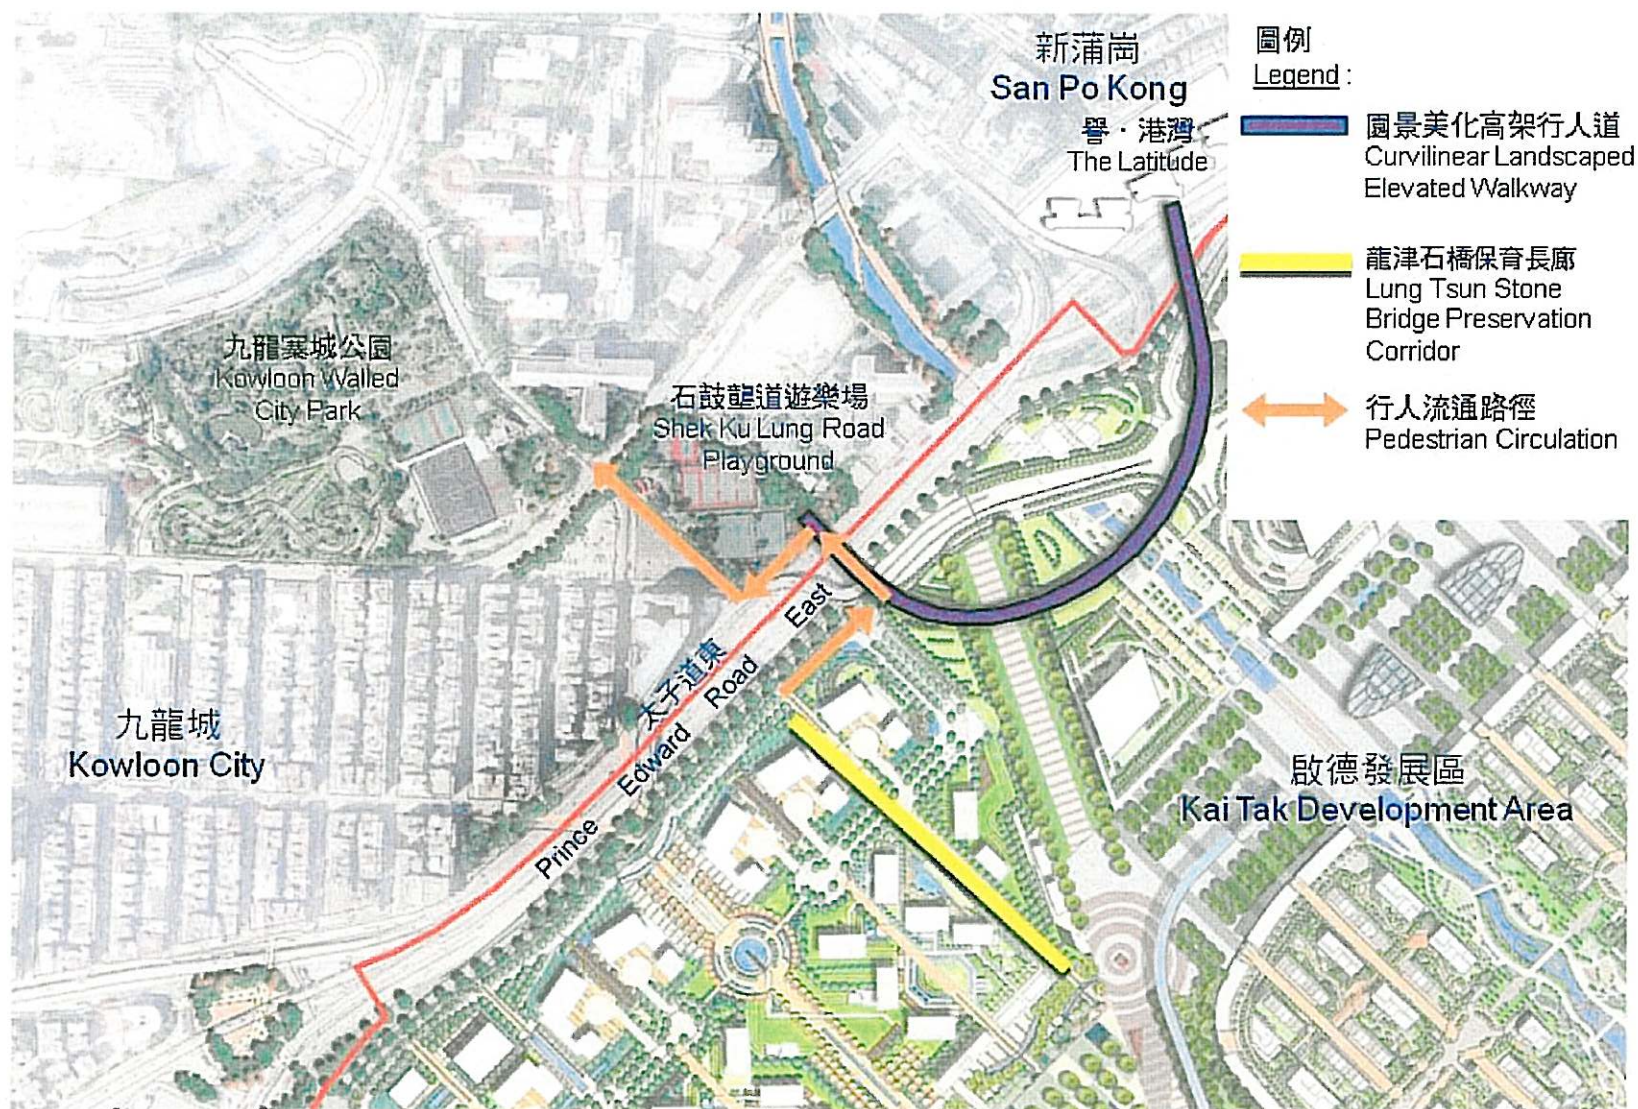 新蒲崗
San Po Kong
譽．港灣
The Latitude
圖例
Legend :
園景美化高架行人道
Curvilinear Landscaped
Elevated Walkway
龍津石橋保育長廊
Lung Tsun Stone
Bridge Preservation
Corridor
行人流通路徑
Pedestrian Circulation
九龍寨城公園
Kowloon Walled
City Park
石鼓壟道遊樂場
Shek Ku Lung Road
Playground
太子道東
Prince Edward Road East
九龍城
Kowloon City
啟德發展區
Kai Tak Development Area